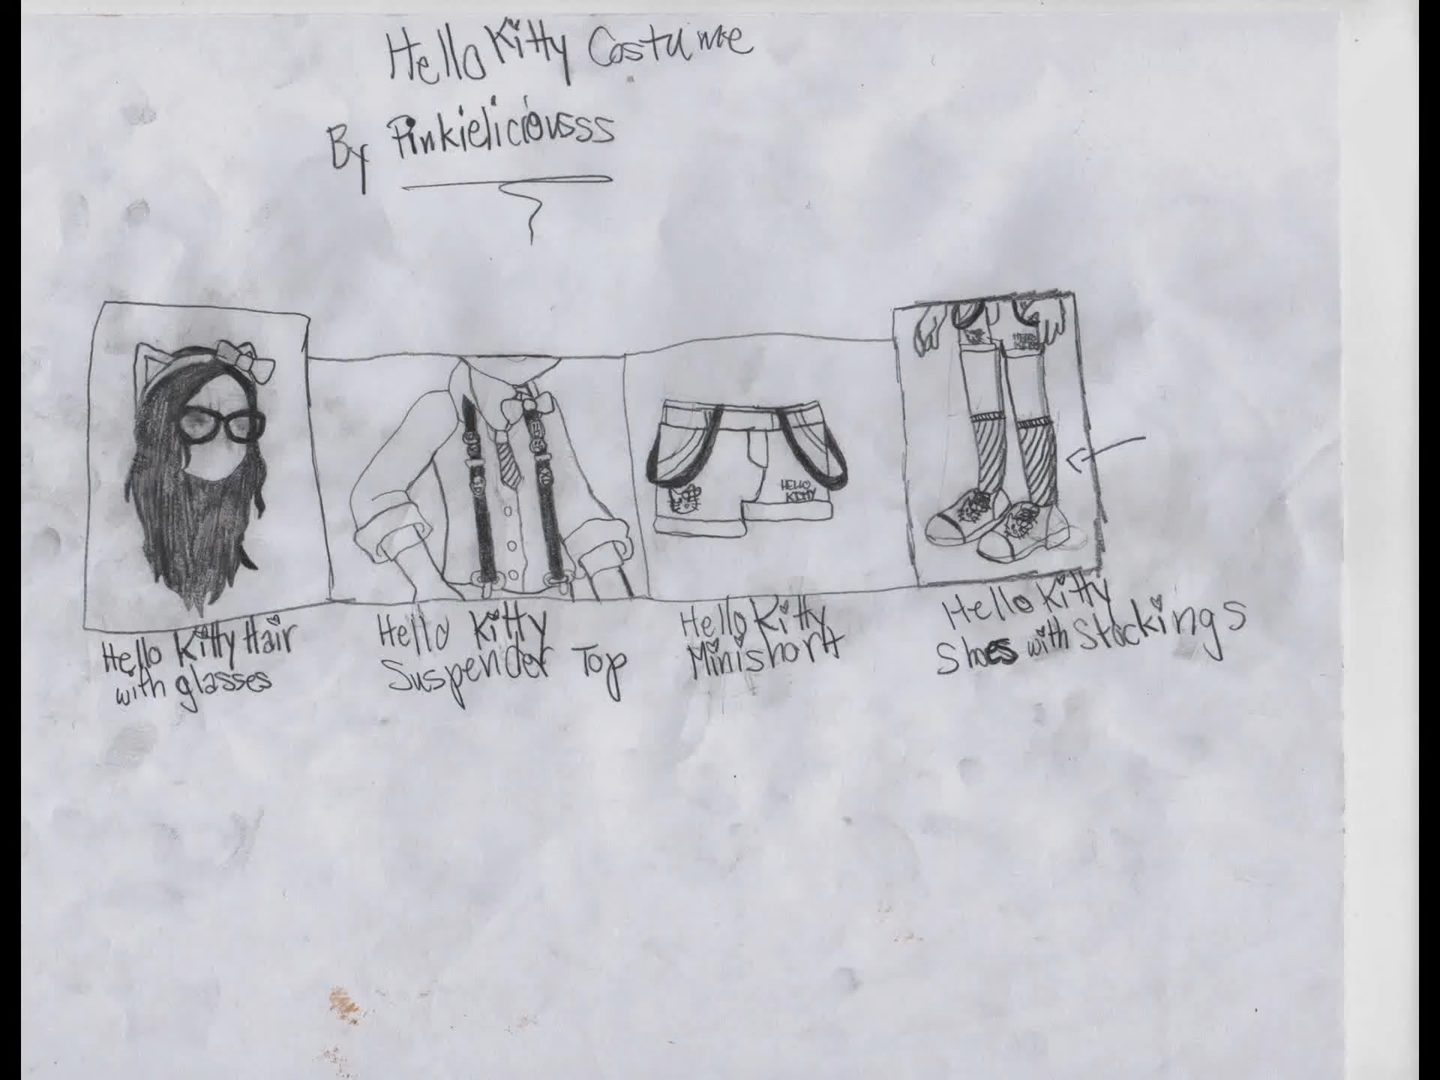 Hello Kitty Costume
By Pinkieliciousss
HELLO
KITTY
Hello Kitty Hair
with glasses
Hello Kitty
Suspender Top
Hello Kitty
Minishort
Hello Kitty
Shoes with Stockings